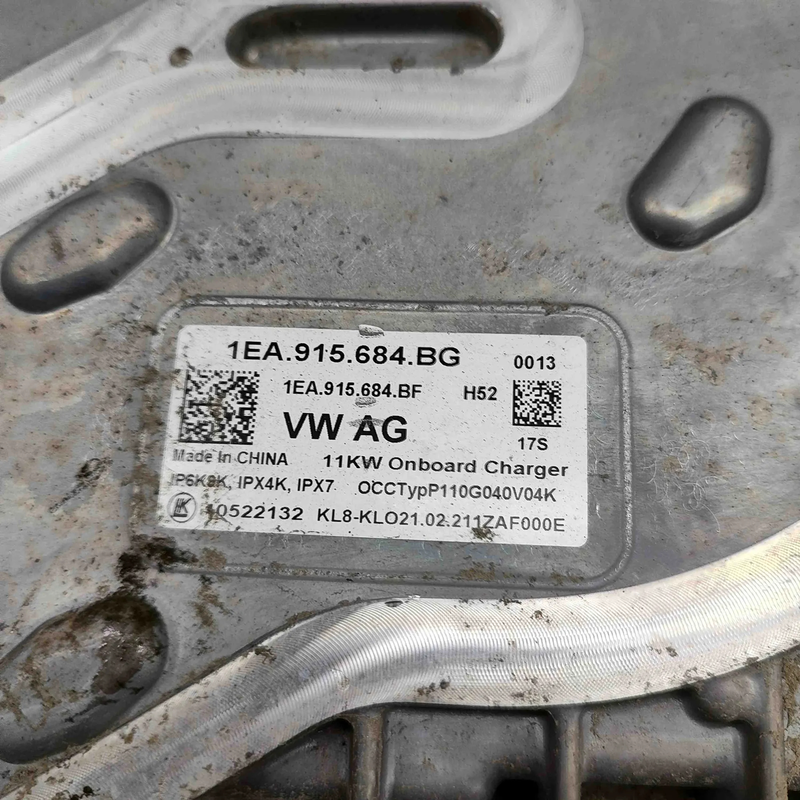 1EA.915.684.BG 0013
1EA.915.684.BF H52
VW AG 17S
Made In CHINA 11KW Onboard Charger
IP6K9K, IPX4K, IPX7 OCCTypP110G040V04K
LK 10522132 KL8-KLO21.02.211ZAF000E